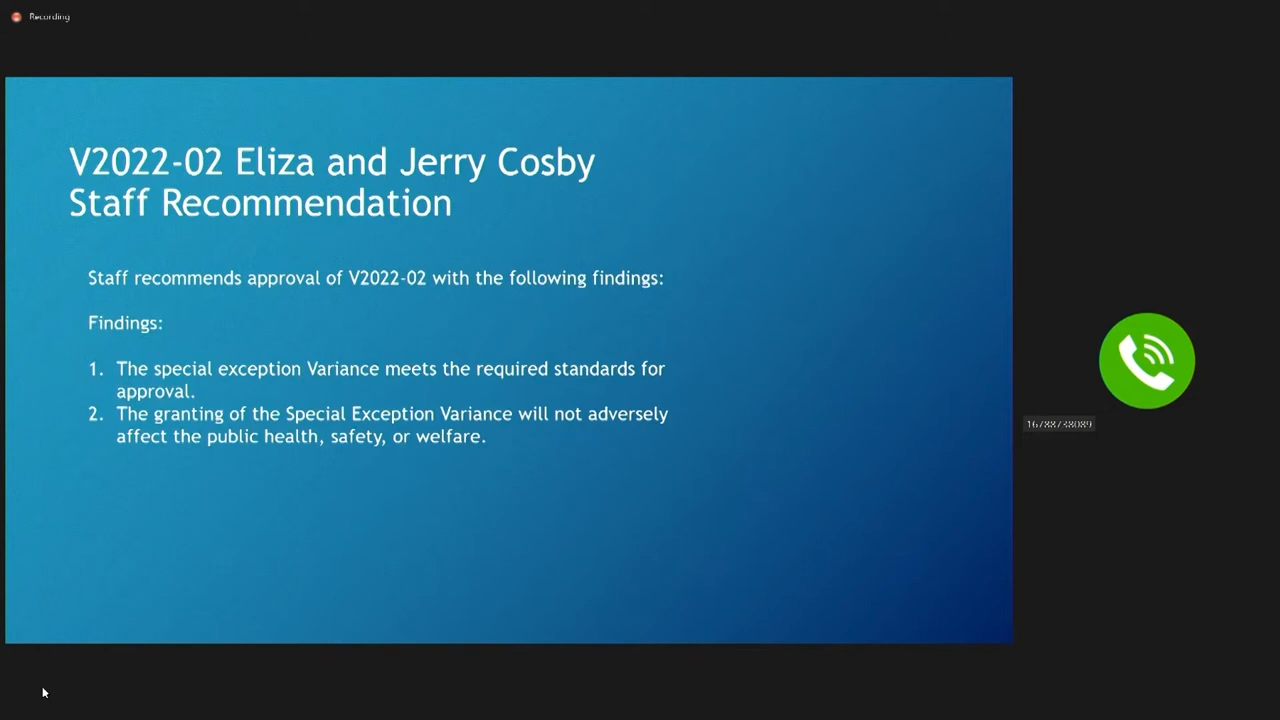 Recording
V2022-02 Eliza and Jerry Cosby
Staff Recommendation
Staff recommends approval of V2022-02 with the following findings:
Findings:
1. The special exception Variance meets the required standards for
approval.
2. The granting of the Special Exception Variance will not adversely
affect the public health, safety, or welfare.
16788738089